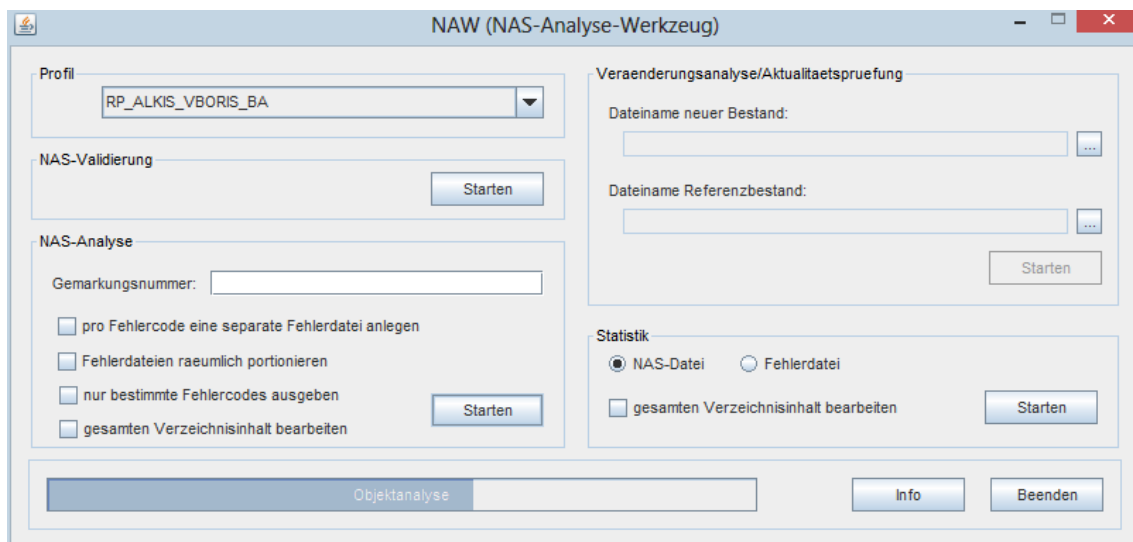 NAW (NAS-Analyse-Werkzeug)
Profil
RP_ALKIS_VBORIS_BA
NAS-Validierung
Starten
NAS-Analyse
Gemarkungsnummer:
pro Fehlercode eine separate Fehlerdatei anlegen
Fehlerdateien raeumlich portionieren
nur bestimmte Fehlercodes ausgeben
Starten
gesamten Verzeichnisinhalt bearbeiten
Veraenderungsanalyse/Aktualitaetspruefung
Dateiname neuer Bestand:
...
Dateiname Referenzbestand:
...
Starten
Statistik
NAS-Datei Fehlerdatei
gesamten Verzeichnisinhalt bearbeiten Starten
Objektanalyse Info Beenden